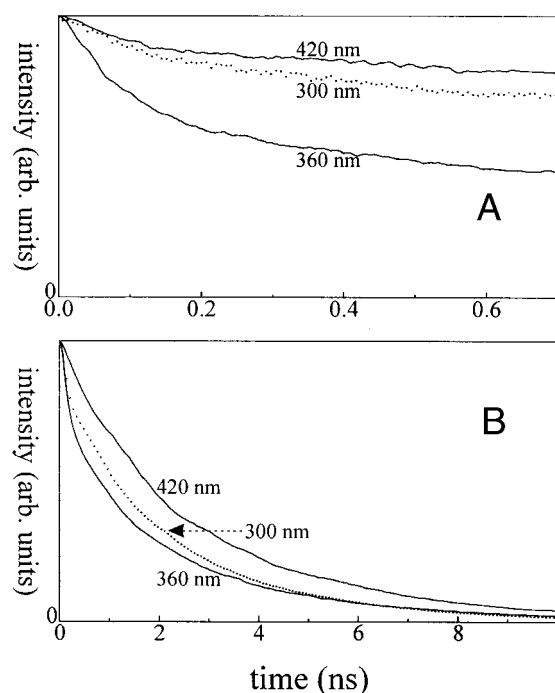 intensity (arb. units)
420 nm
300 nm
360 nm
A
0
0.0 0.2 0.4 0.6
intensity (arb. units)
B
420 nm
300 nm
360 nm
0
0 2 4 6 8
time (ns)